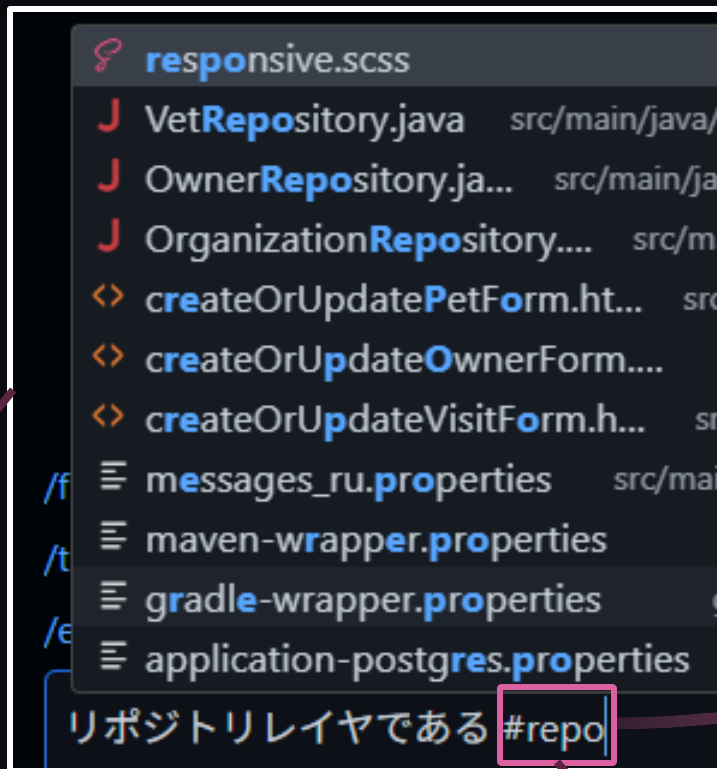 responsive.scss
VetRepository.java src/main/java/
OwnerRepository.ja... src/main/ja
OrganizationRepository.... src/m
createOrUpdatePetForm.ht... src
createOrUpdateOwnerForm....
createOrUpdateVisitForm.h... sr
/f messages_ru.properties src/mai
maven-wrapper.properties
/t
gradle-wrapper.properties g
/e
application-postgres.properties
リポジトリレイヤである #repo